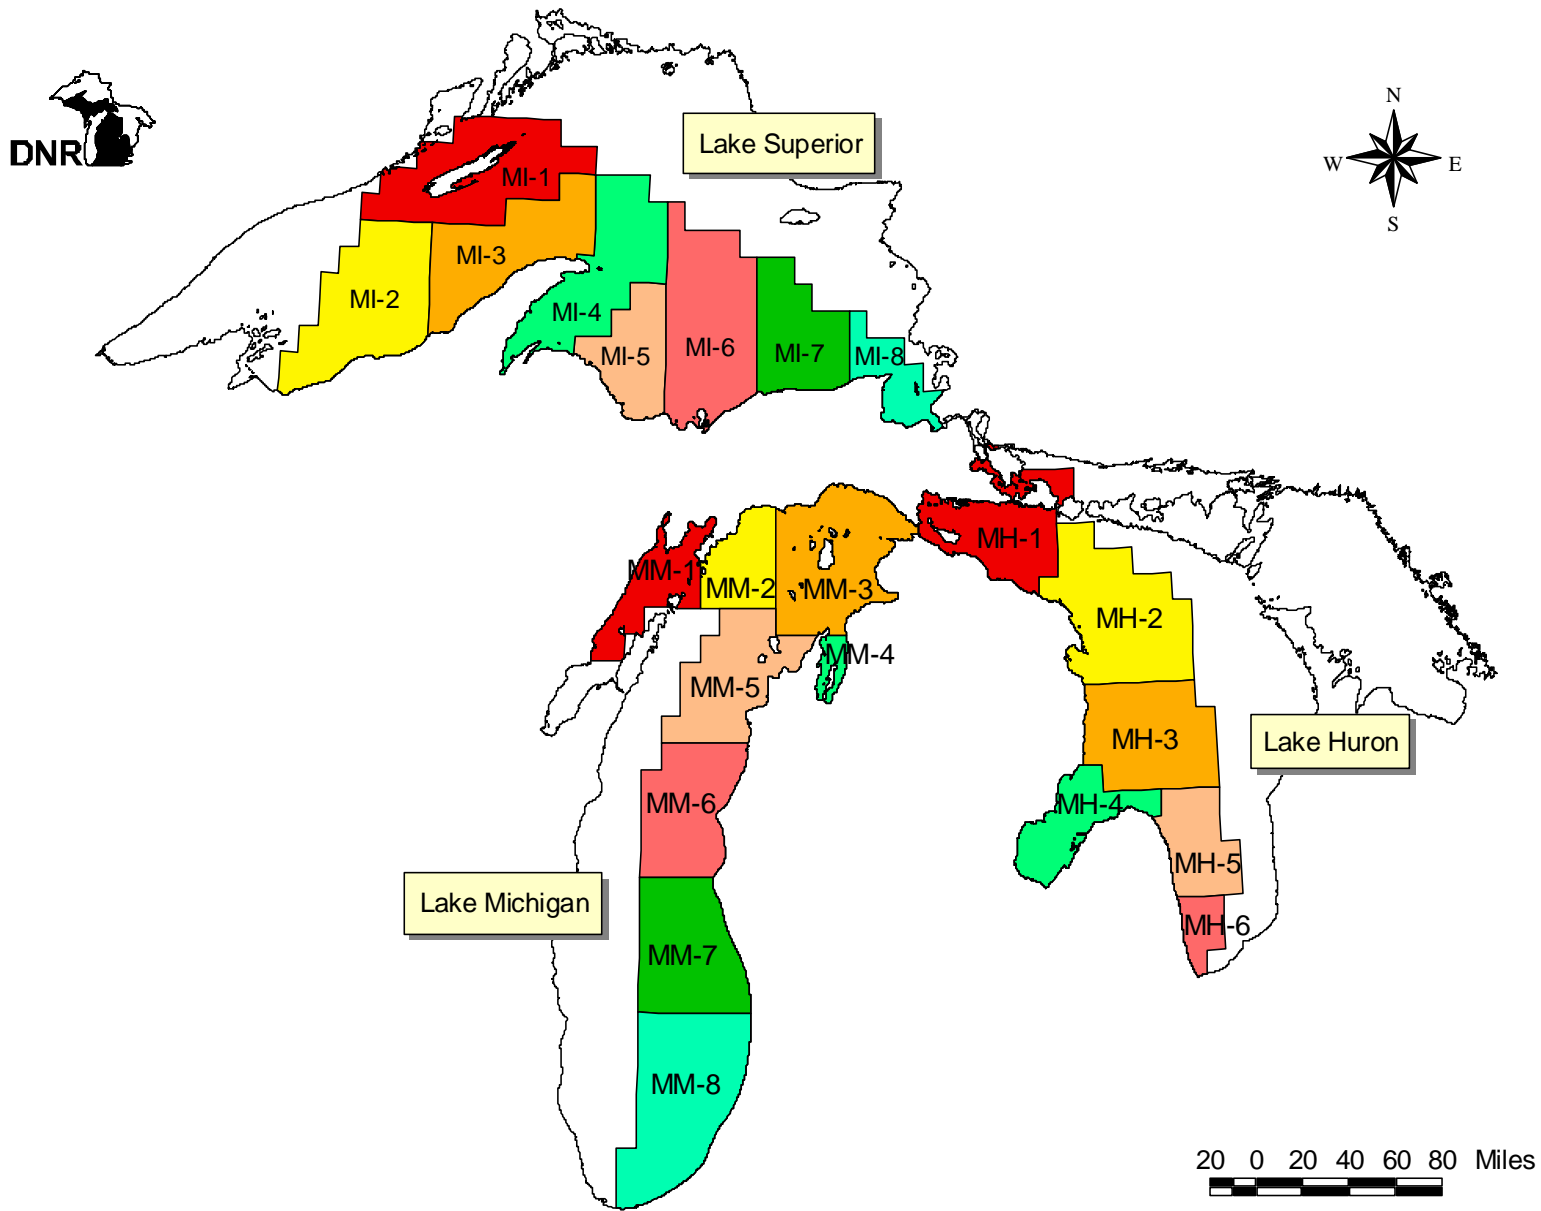 N
W E
S
DNR
Lake Superior
MI-1
MI-3
MI-2
MI-4
MI-5
MI-6
MI-7
MI-8
MH-1
MM-1
MM-2
MM-3
MH-2
MM-4
MM-5
MH-3
Lake Huron
MM-6
MH-4
MH-5
Lake Michigan
MH-6
MM-7
MM-8
20 0 20 40 60 80 Miles